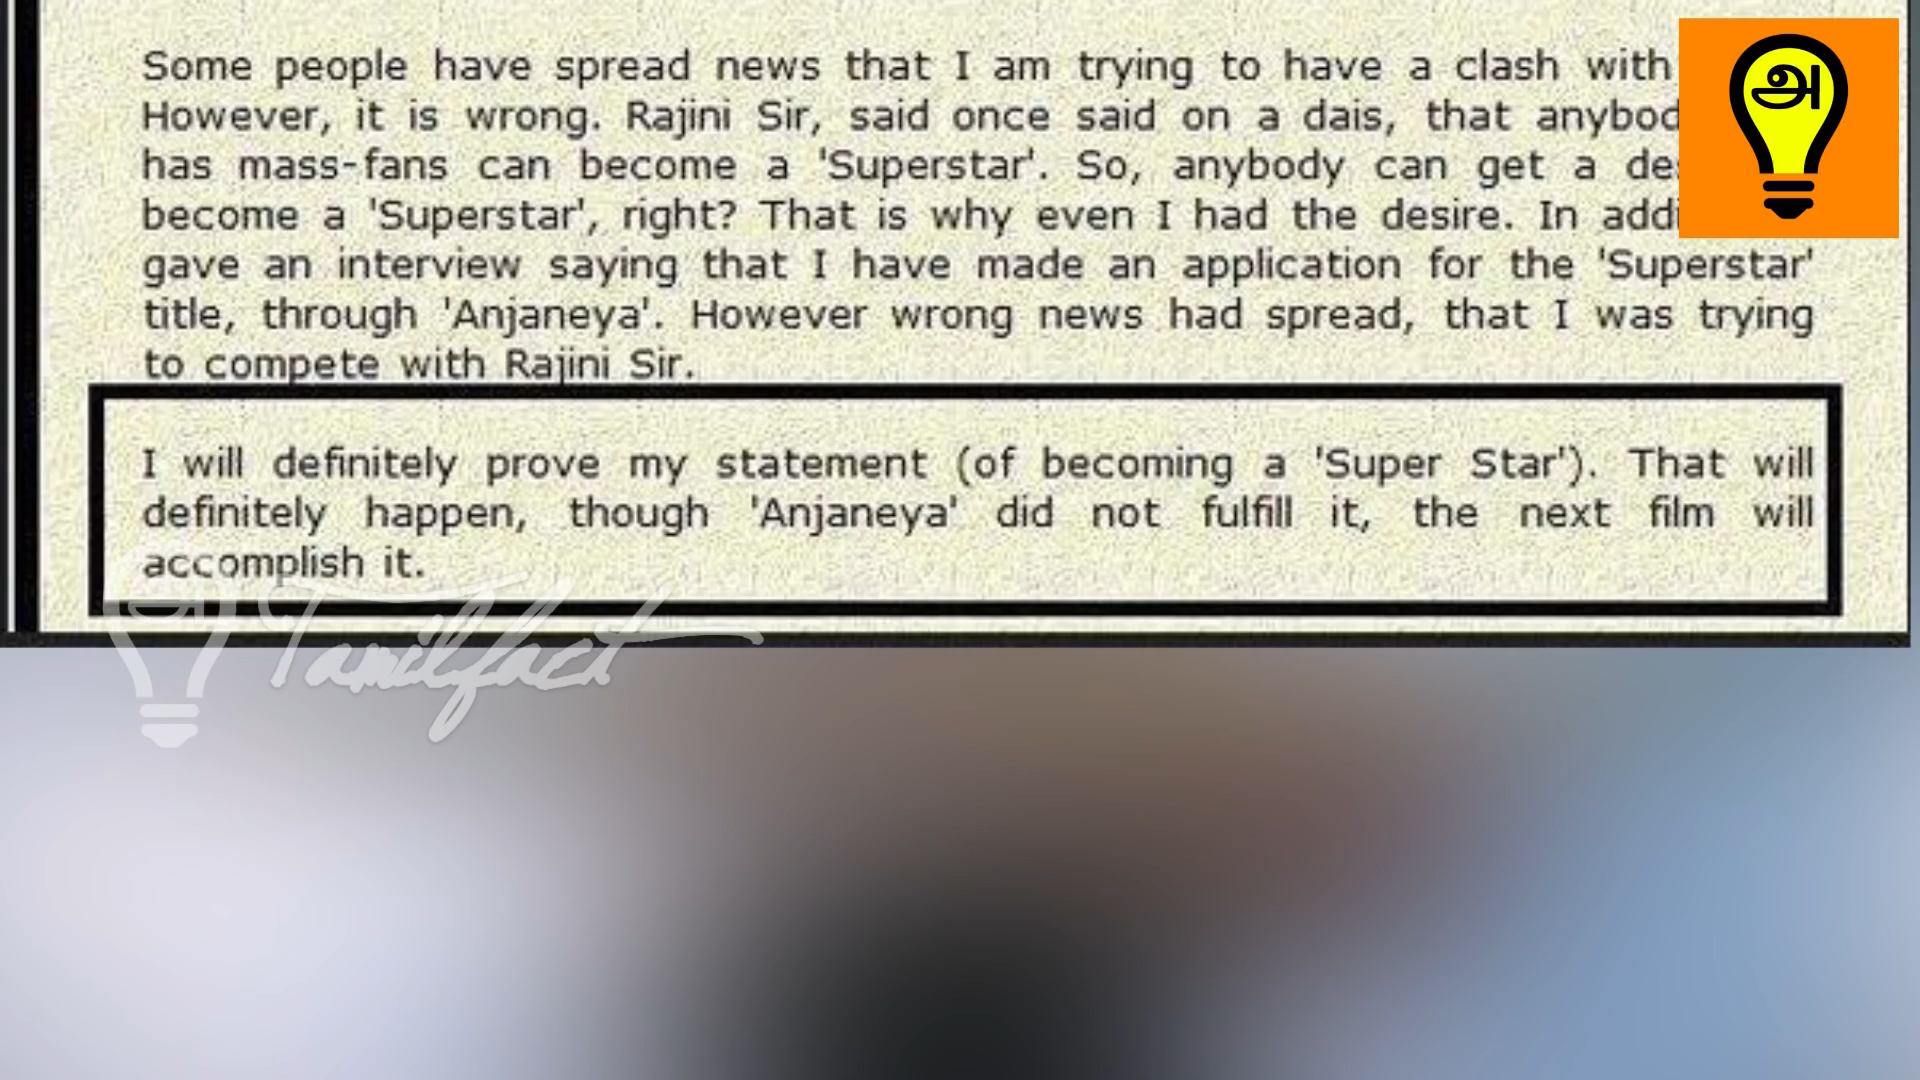 Some people have spread news that I am trying to have a clash with
However, it is wrong. Rajini Sir, said once said on a dais, that
has mass-fans can become a 'Superstar'. So, anybody can get a
become a 'Superstar', right? That is why even I had the desire. In
gave an interview saying that I have made an application for the 'Superstar'
title, through 'Anjaneya'. However wrong news had spread, that I was trying
to compete with Rajini Sir.
I will definitely prove my statement (of becoming a 'Super Star'). That will
definitely happen, though 'Anjaneya' did not fulfill it, the next film will
accomplish it.
அ
Tamilfact